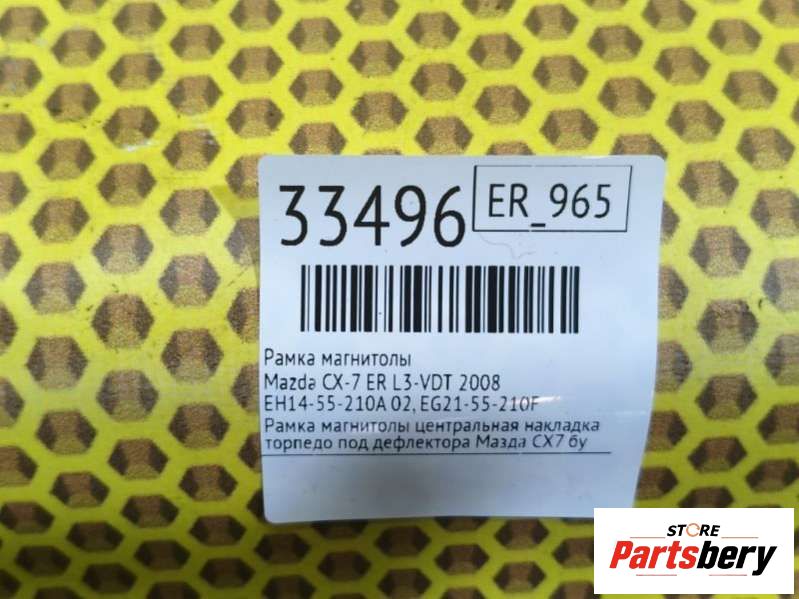 33496
ER_965
Рамка магнитолы
Mazda CX-7 ER L3-VDT 2008
EH14-55-210A 02, EG21-55-210F
Рамка магнитолы центральная накладка
торпедо под дефлектора Мазда СХ7 бу
STORE
Partsbery